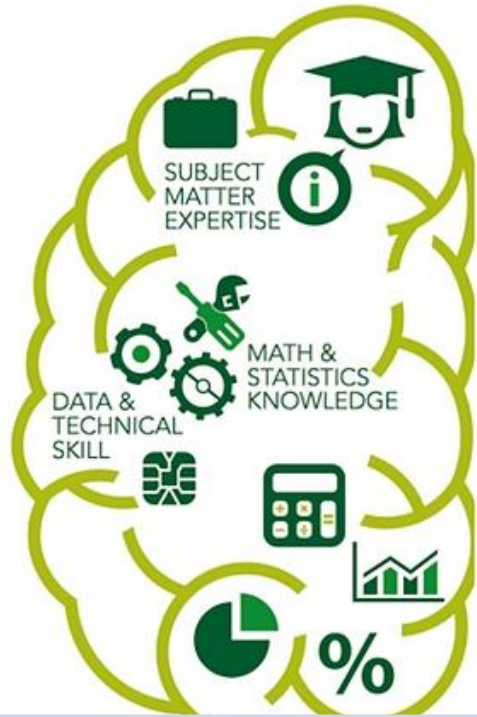 SUBJECT
MATTER
EXPERTISE
i
MATH &
STATISTICS
KNOWLEDGE
DATA &
TECHNICAL
SKILL
+ ×
− ÷ =
%